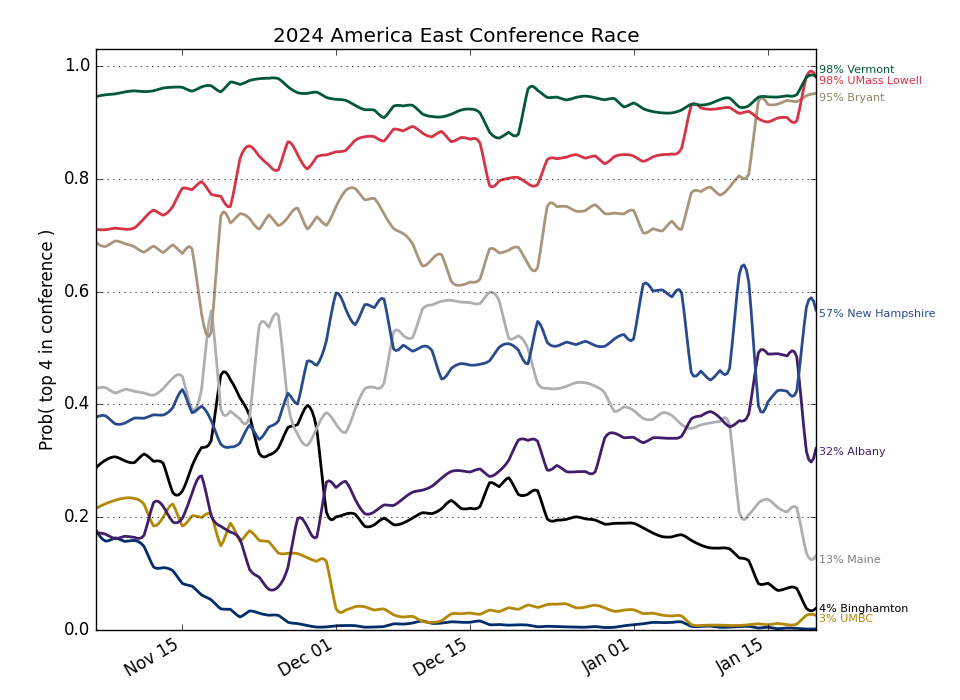 2024 America East Conference Race
Prob( top 4 in conference )
1.0
0.8
0.6
0.4
0.2
0.0
98% Vermont
98% UMass Lowell
95% Bryant
57% New Hampshire
32% Albany
13% Maine
4% Binghamton
3% UMBC
Nov 15
Dec 01
Dec 15
Jan 01
Jan 15